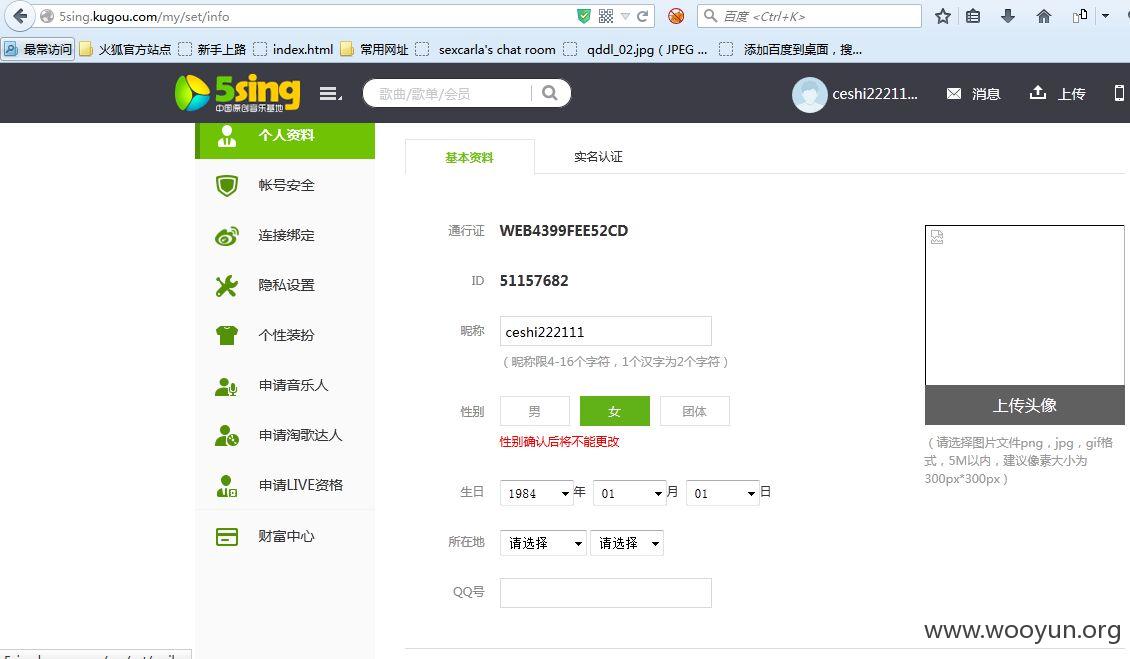 5sing.kugou.com/my/set/info
百度 <Ctrl+K>
最常访问 火狐官方站点 新手上路 index.html 常用网址 sexcarla's chat room qddl_02.jpg ( JPEG ... 添加百度到桌面，搜...
5sing 中国原创音乐基地 歌曲/歌单/会员 ceshi22211... 消息 上传
个人资料
帐号安全
连接绑定
隐私设置
个性装扮
申请音乐人
申请淘歌达人
申请LIVE资格
财富中心
基本资料 实名认证
通行证 WEB4399FEE52CD
ID 51157682
昵称 ceshi222111
（昵称限4-16个字符，1个汉字为2个字符）
性别 男 女 团体
性别确认后将不能更改
生日 1984 年 01 月 01 日
所在地 请选择 请选择
QQ号
上传头像
（请选择图片文件png，jpg，gif格
式，5M以内，建议像素大小为
300px*300px）
www.wooyun.org